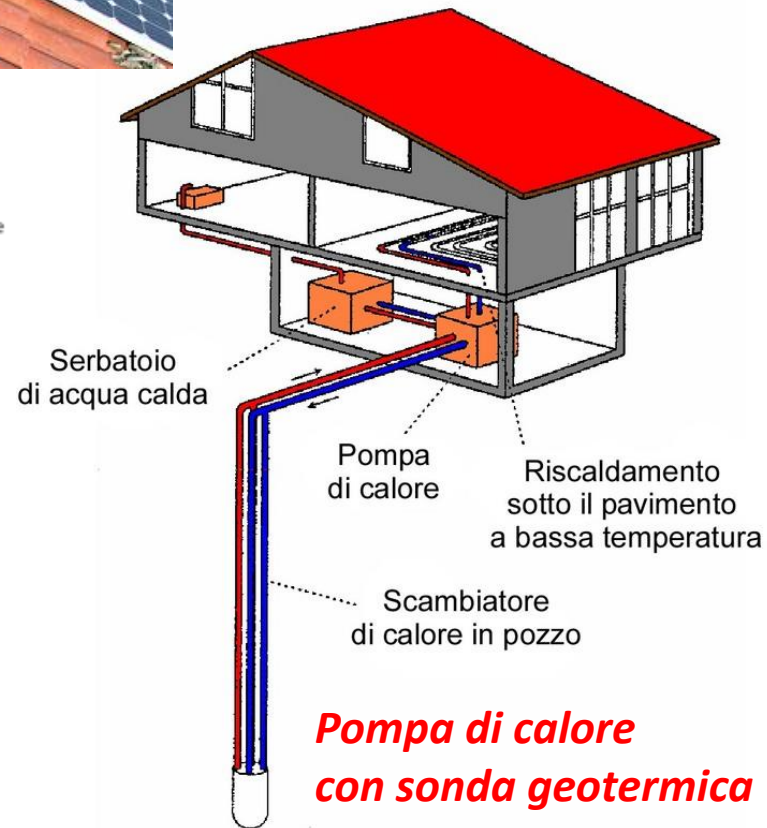 Serbatoio
di acqua calda
Pompa
di calore
Riscaldamento
sotto il pavimento
a bassa temperatura
Scambiatore
di calore in pozzo
Pompa di calore
con sonda geotermica